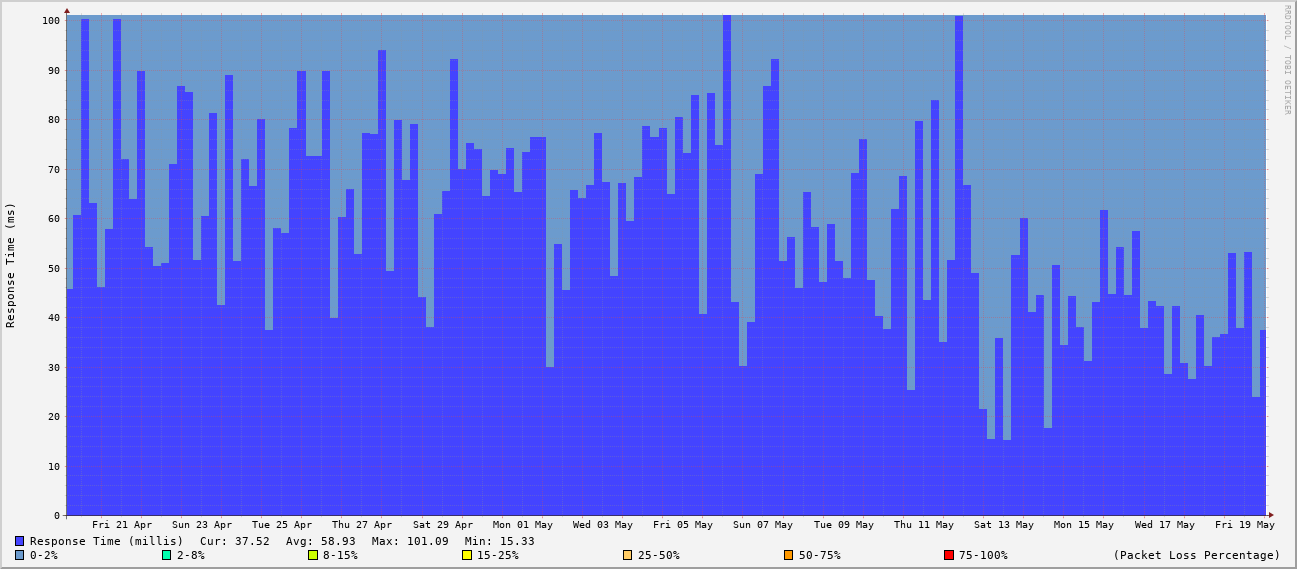 RRDTOOL / TOBI OETIKER
Response Time (ms)
100
90
80
70
60
50
40
30
20
10
0
Fri 21 Apr Sun 23 Apr Tue 25 Apr Thu 27 Apr Sat 29 Apr Mon 01 May Wed 03 May Fri 05 May Sun 07 May Tue 09 May Thu 11 May Sat 13 May Mon 15 May Wed 17 May Fri 19 May
Response Time (millis) Cur: 37.52 Avg: 58.93 Max: 101.09 Min: 15.33
0-2% 2-8% 8-15% 15-25% 25-50% 50-75% 75-100% (Packet Loss Percentage)